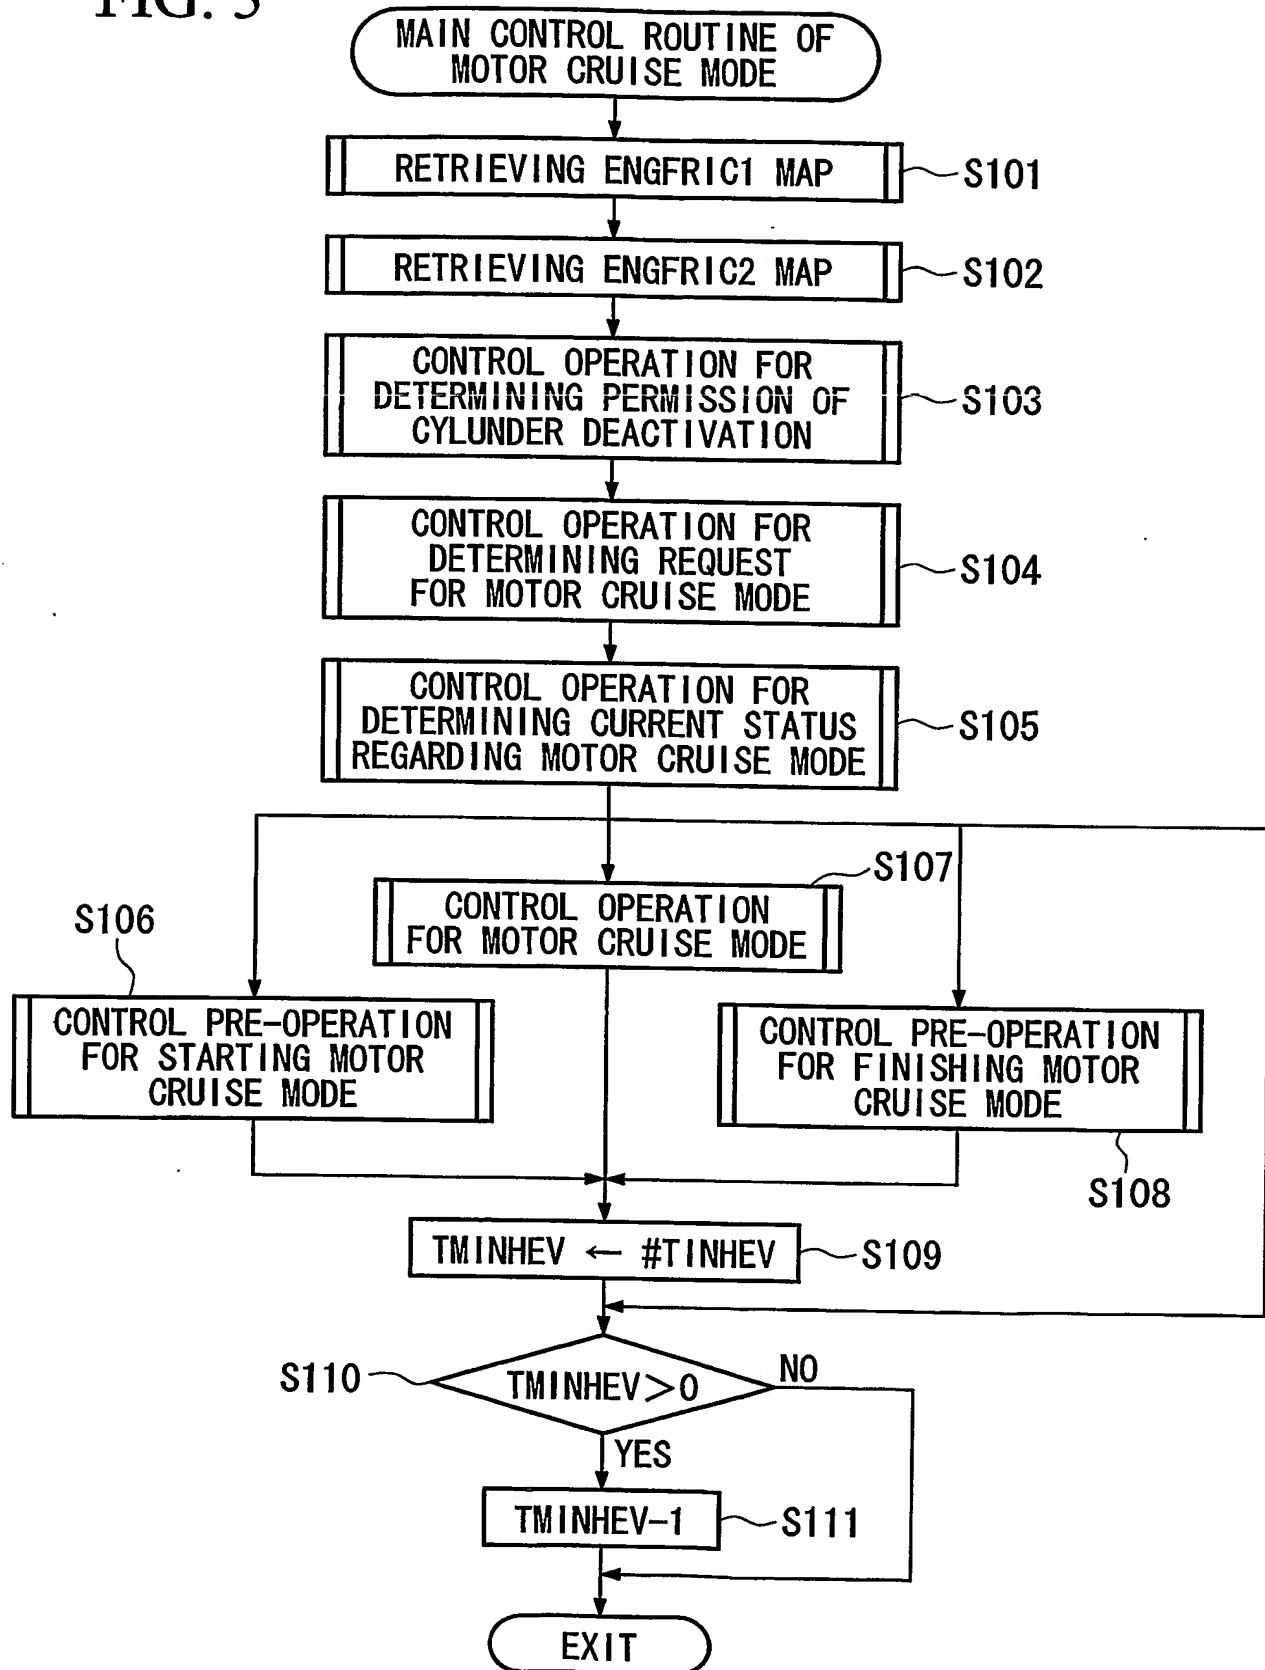 FIG. 5
MAIN CONTROL ROUTINE OF
MOTOR CRUISE MODE
RETRIEVING ENGFRIC1 MAP
S101
RETRIEVING ENGFRIC2 MAP
S102
CONTROL OPERATION FOR
DETERMINING PERMISSION OF
CYLUNDER DEACTIVATION
S103
CONTROL OPERATION FOR
DETERMINING REQUEST
FOR MOTOR CRUISE MODE
S104
CONTROL OPERATION FOR
DETERMINING CURRENT STATUS
REGARDING MOTOR CRUISE MODE
S105
S107
CONTROL OPERATION
FOR MOTOR CRUISE MODE
S106
CONTROL PRE-OPERATION
FOR STARTING MOTOR
CRUISE MODE
CONTROL PRE-OPERATION
FOR FINISHING MOTOR
CRUISE MODE
S108
TMINHEV ← #TINHEV
S109
S110
TMINHEV>0
NO
YES
TMINHEV-1
S111
EXIT